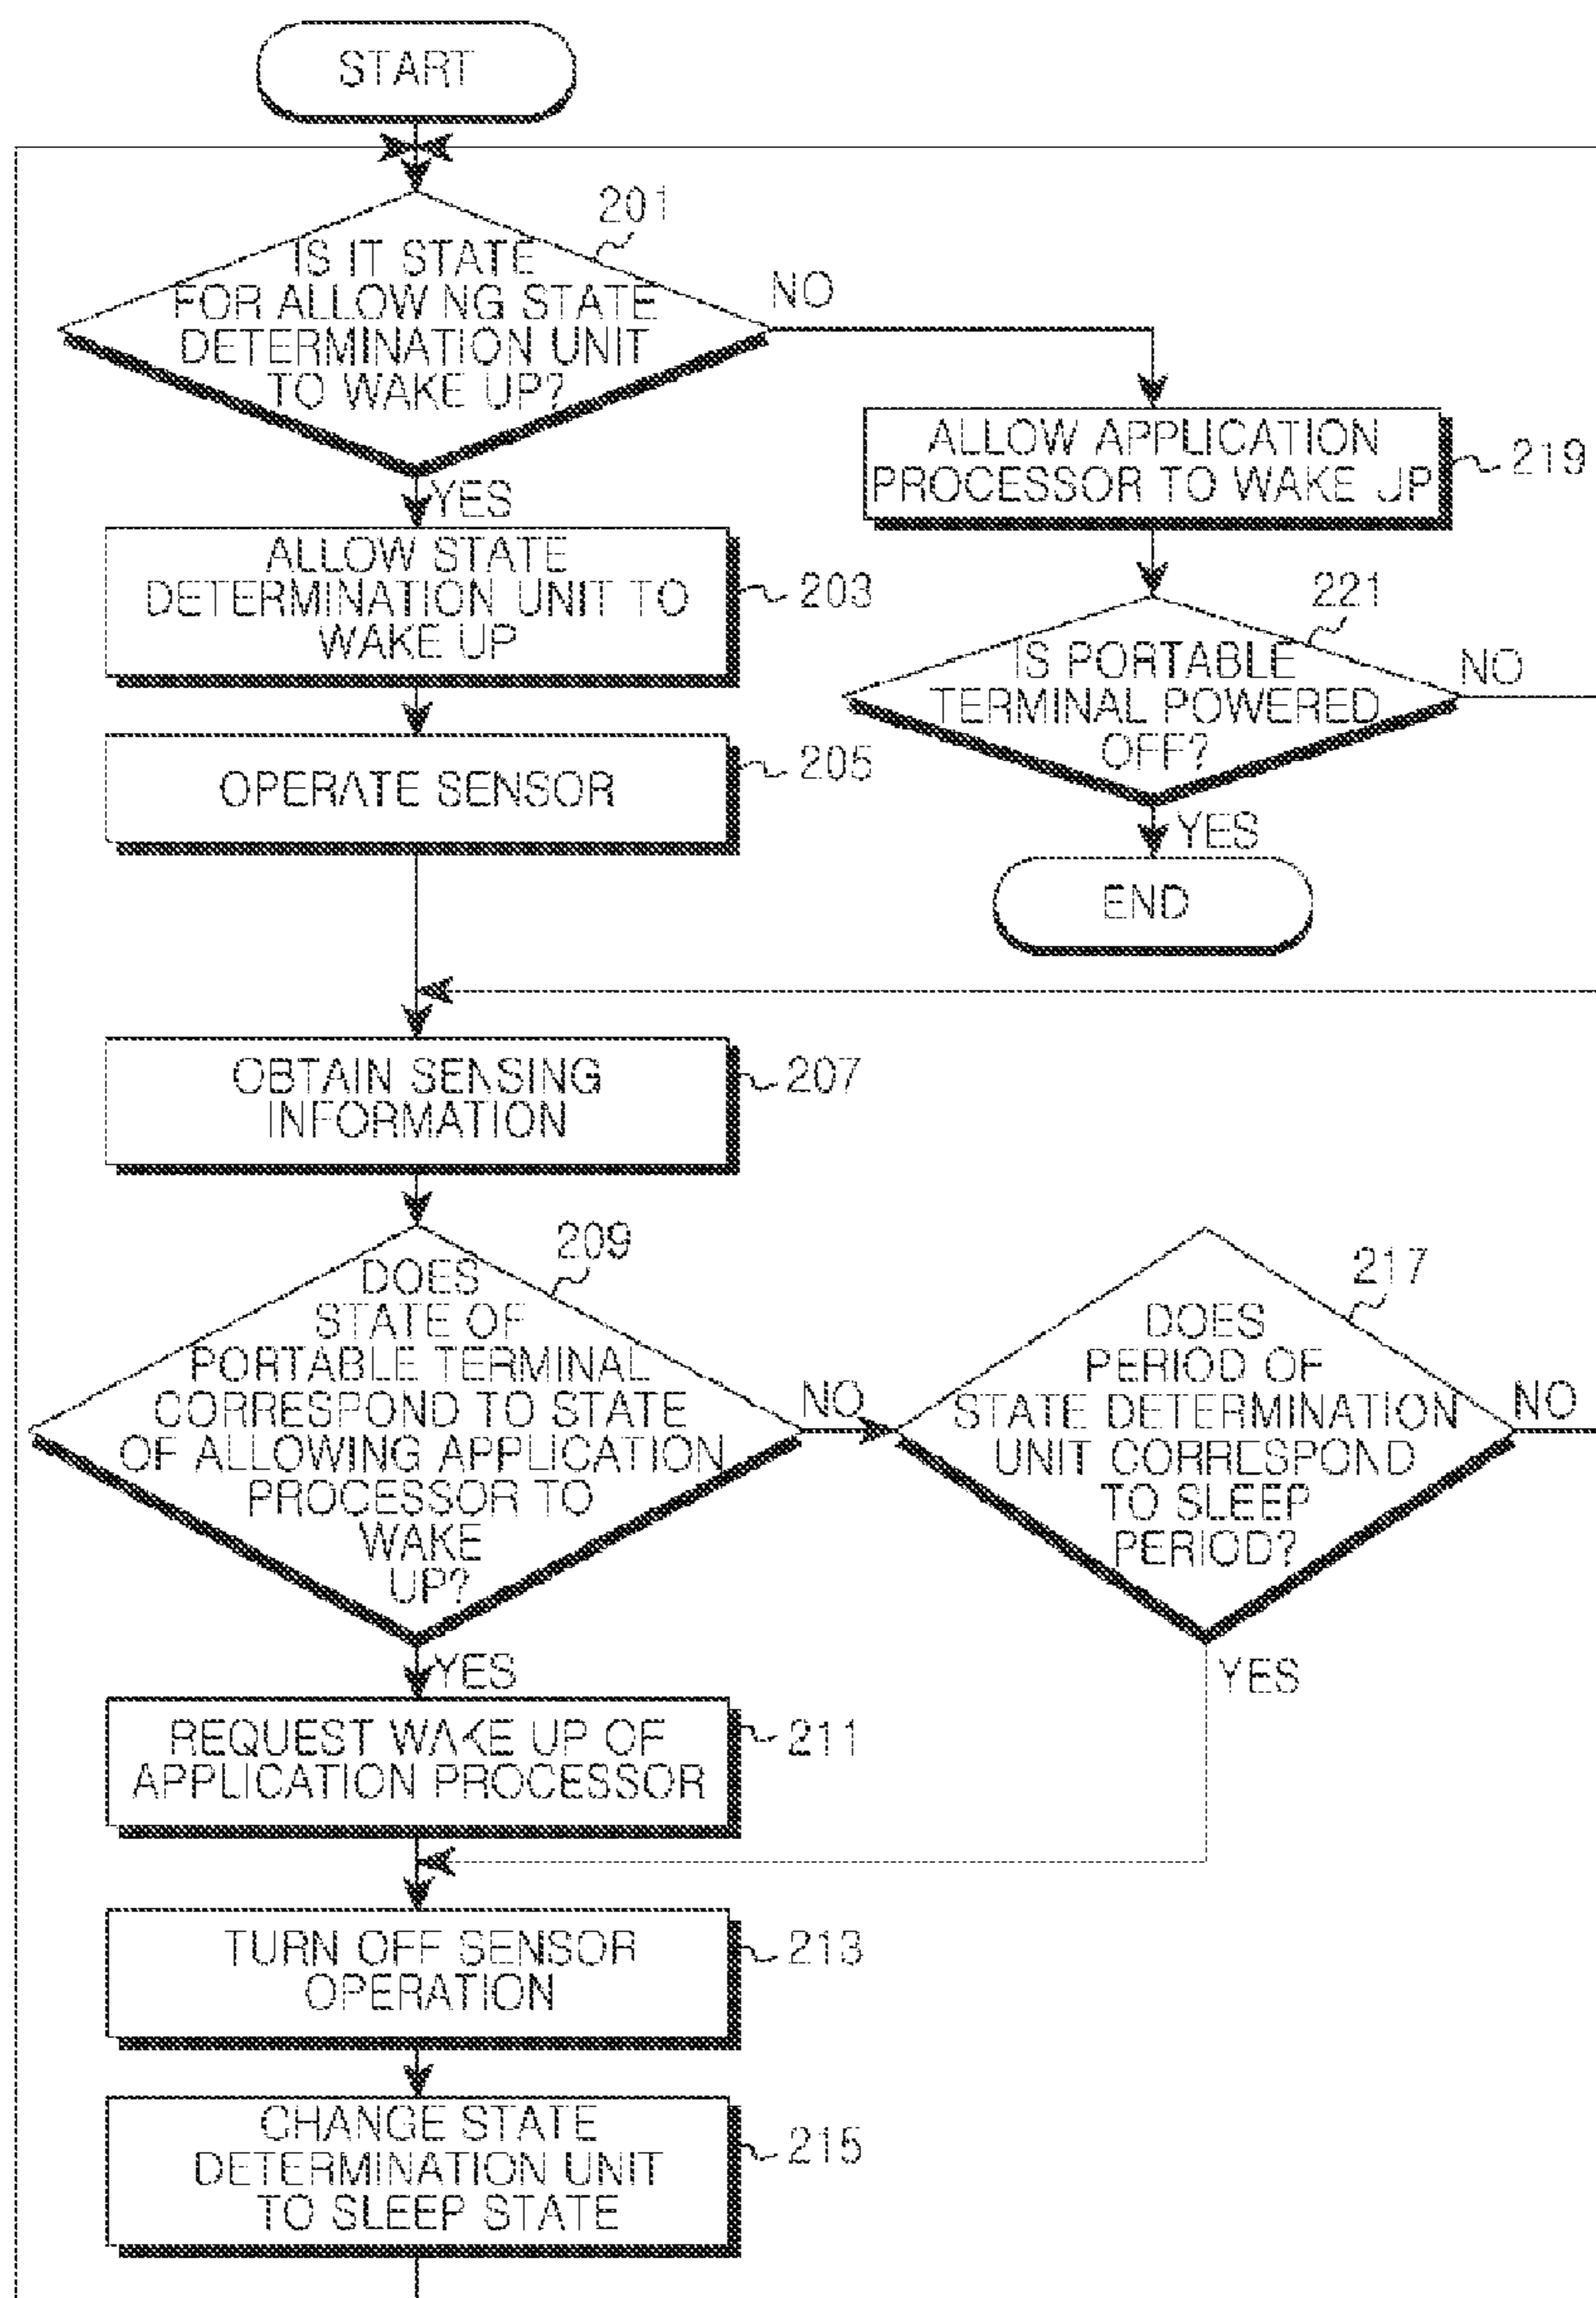 START
201
IS IT STATE
FOR ALLOW NG STATE
DETERMINATION UNIT
TO WAKE UP?
NO
YES
ALLOW APPLICATION
PROCESSOR TO WAKE UP
219
ALLOW STATE
DETERMINATION UNIT TO
WAKE UP
203
221
IS PORTABLE
TERMINAL POWERED
OFF?
NO
YES
OPERATE SENSOR
205
END
OBTAIN SENSING
INFORMATION
207
209
DOES
STATE OF
PORTABLE TERMINAL
CORRESPOND TO STATE
OF ALLOWING APPLICATION
PROCESSOR TO
WAKE
UP?
NO
YES
217
DOES
PERIOD OF
STATE DETERMINATION
UNIT CORRESPOND
TO SLEEP
PERIOD?
NO
YES
REQUEST WAKE UP OF
APPLICATION PROCESSOR
211
TURN OFF SENSOR
OPERATION
213
CHANGE STATE
DETERMINATION UNIT
TO SLEEP STATE
215